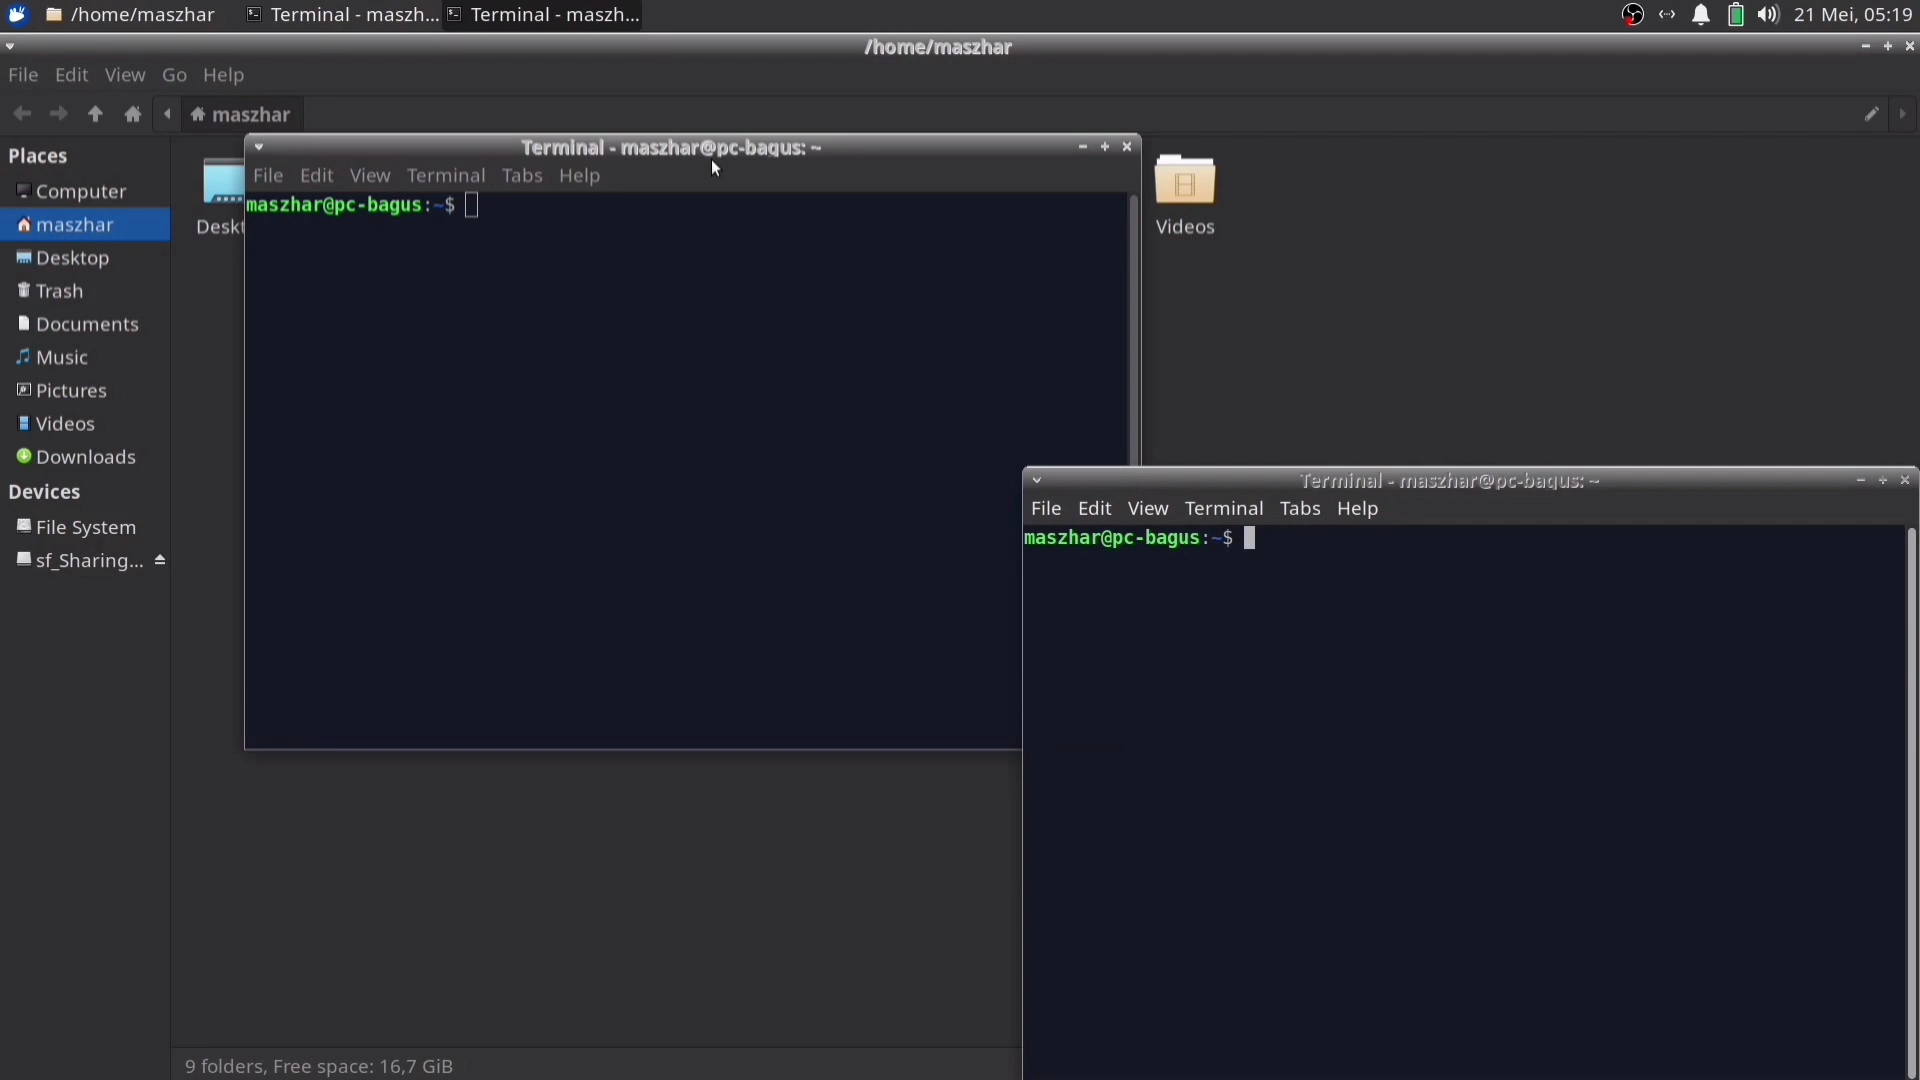 /home/maszhar Terminal - maszh... Terminal - maszh... 21 Mei, 05:19
/home/maszhar
File Edit View Go Help
maszhar
Places
Computer
maszhar
Desktop
Trash
Documents
Music
Pictures
Videos
Downloads
Devices
File System
sf_Sharing...
Deskt
Videos
Terminal - maszhar@pc-bagus: ~
File Edit View Terminal Tabs Help
maszhar@pc-bagus:~$
Terminal - maszhar@pc-bagus: ~
File Edit View Terminal Tabs Help
maszhar@pc-bagus:~$
9 folders, Free space: 16,7 GiB